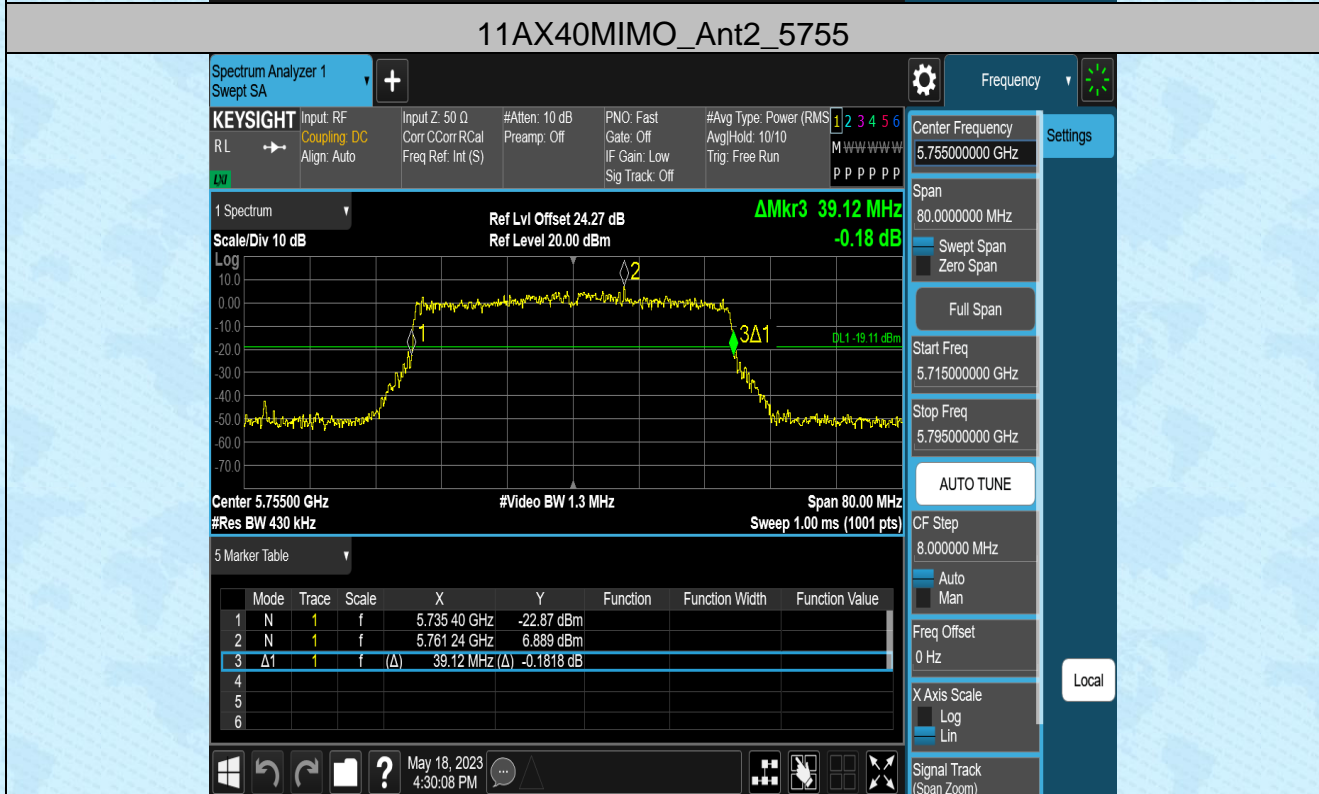 11AX40MIMO_Ant2_5755
Spectrum Analyzer 1
Swept SA
+
Frequency
KEYSIGHT
Input: RF
Input Z: 50 Ω
#Atten: 10 dB
PNO: Fast
#Avg Type: Power (RMS
1 2 3 4 5 6
RL
Coupling: DC
Corr CCorr RCal
Preamp: Off
Gate: Off
Avg|Hold: 10/10
M W W W W W
Align: Auto
Freq Ref: Int (S)
IF Gain: Low
Trig: Free Run
P P P P P P
LXI
Sig Track: Off
Center Frequency
5.755000000 GHz
Settings
1 Spectrum
Ref Lvl Offset 24.27 dB
ΔMkr3 39.12 MHz
Scale/Div 10 dB
Ref Level 20.00 dBm
-0.18 dB
Span
80.0000000 MHz
Swept Span
Zero Span
Full Span
Log
10.0
0.00
-10.0
-20.0
-30.0
-40.0
-50.0
-60.0
-70.0
2
1
3Δ1
DL1 -19.11 dBm
Start Freq
5.715000000 GHz
Stop Freq
5.795000000 GHz
AUTO TUNE
Center 5.75500 GHz
#Video BW 1.3 MHz
Span 80.00 MHz
#Res BW 430 kHz
Sweep 1.00 ms (1001 pts)
CF Step
8.000000 MHz
Auto
Man
5 Marker Table
Mode Trace Scale X Y Function Function Width Function Value
1 N 1 f 5.735 40 GHz -22.87 dBm
2 N 1 f 5.761 24 GHz 6.889 dBm
3 Δ1 1 f (Δ) 39.12 MHz (Δ) -0.1818 dB
4
5
6
Freq Offset
0 Hz
X Axis Scale
Log
Lin
Local
Signal Track
(Span Zoom)
?
May 18, 2023
4:30:08 PM